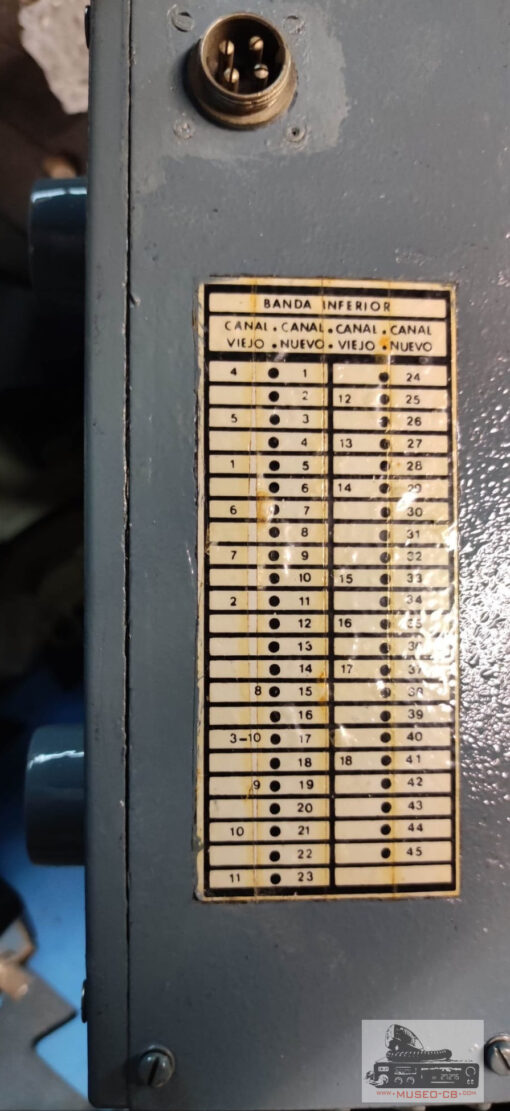 BANDA INFERIOR
CANAL • CANAL • CANAL • CANAL
VIEJO • NUEVO • VIEJO • NUEVO
4 • 1 • 24
• 2 12 • 25
5 • 3 • 26
• 4 13 • 27
1 • 5 • 28
• 6 14 • 29
6 • 7 • 30
• 8 • 31
7 • 9 • 32
• 10 15 • 33
2 • 11 • 34
• 12 16 • 35
• 13 • 36
• 14 17 • 37
8 • 15 • 38
• 16 • 39
3-10 • 17 • 40
• 18 18 • 41
9 • 19 • 42
• 20 • 43
10 • 21 • 44
• 22 • 45
11 • 23
www.MUSEO-CB.com